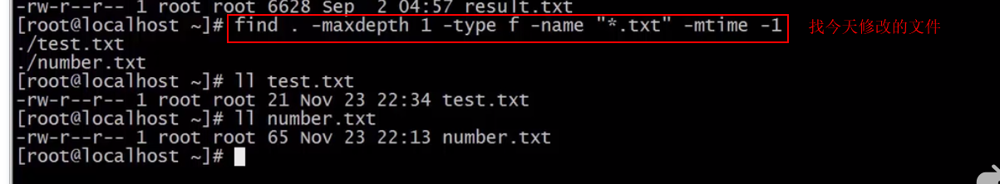 -rw-r--r-- 1 root root 6628 Sep  2 04:57 result.txt
[root@localhost ~]# find . -maxdepth 1 -type f -name "*.txt" -mtime -1 找今天修改的文件
./test.txt
./number.txt
[root@localhost ~]# ll test.txt
-rw-r--r-- 1 root root 21 Nov 23 22:34 test.txt
[root@localhost ~]# ll number.txt
-rw-r--r-- 1 root root 65 Nov 23 22:13 number.txt
[root@localhost ~]#